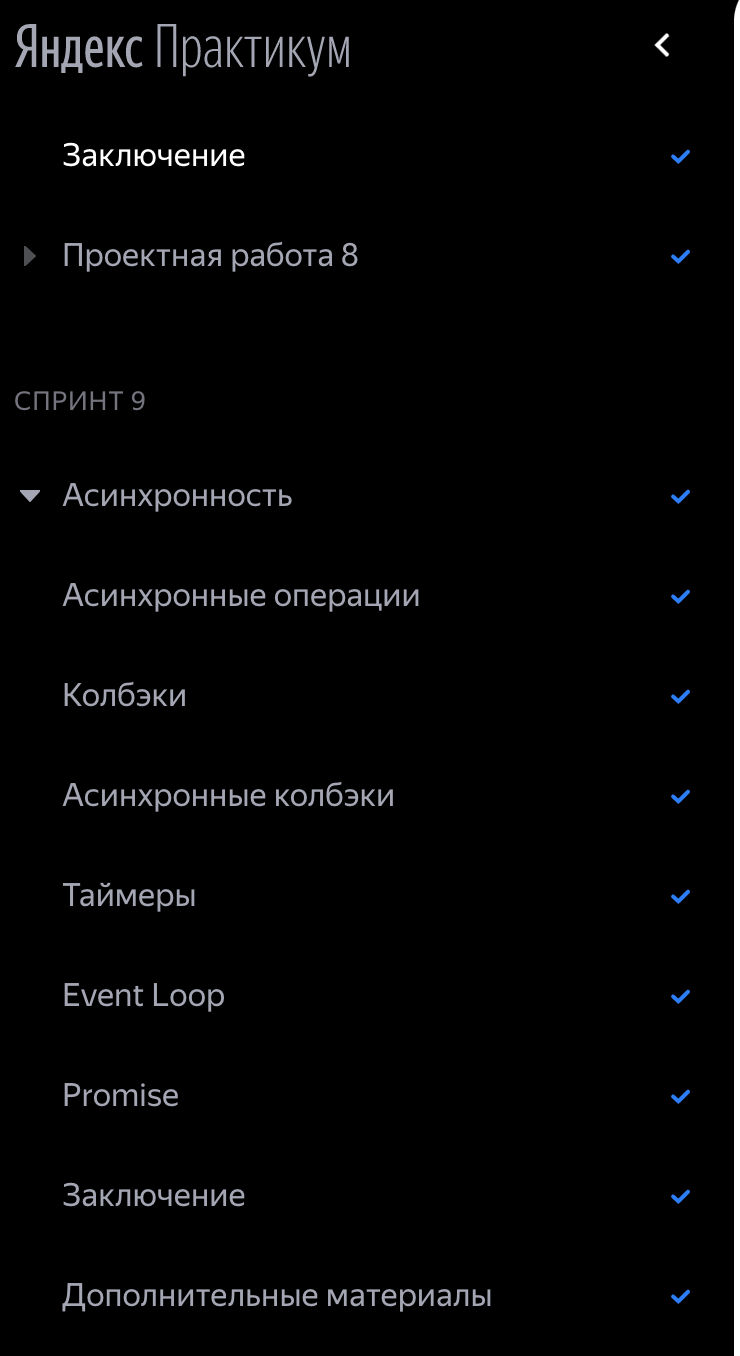 Яндекс Практикум
Заключение
Проектная работа 8
СПРИНТ 9
Асинхронность
Асинхронные операции
Колбэки
Асинхронные колбэки
Таймеры
Event Loop
Promise
Заключение
Дополнительные материалы